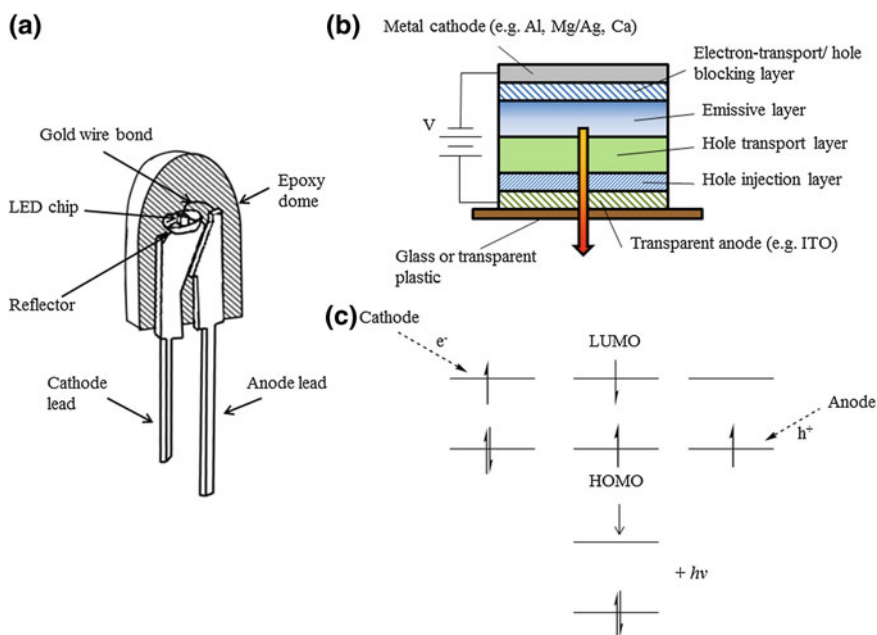 (a)
Gold wire bond
LED chip
Epoxy
dome
Reflector
Cathode
lead
Anode lead
(b)
Metal cathode (e.g. Al, Mg/Ag, Ca)
Electron-transport/ hole
blocking layer
Emissive layer
V
Hole transport layer
Hole injection layer
Glass or transparent
plastic
Transparent anode (e.g. ITO)
(c)
Cathode
e-
LUMO
Anode
h+
HOMO
+ hν